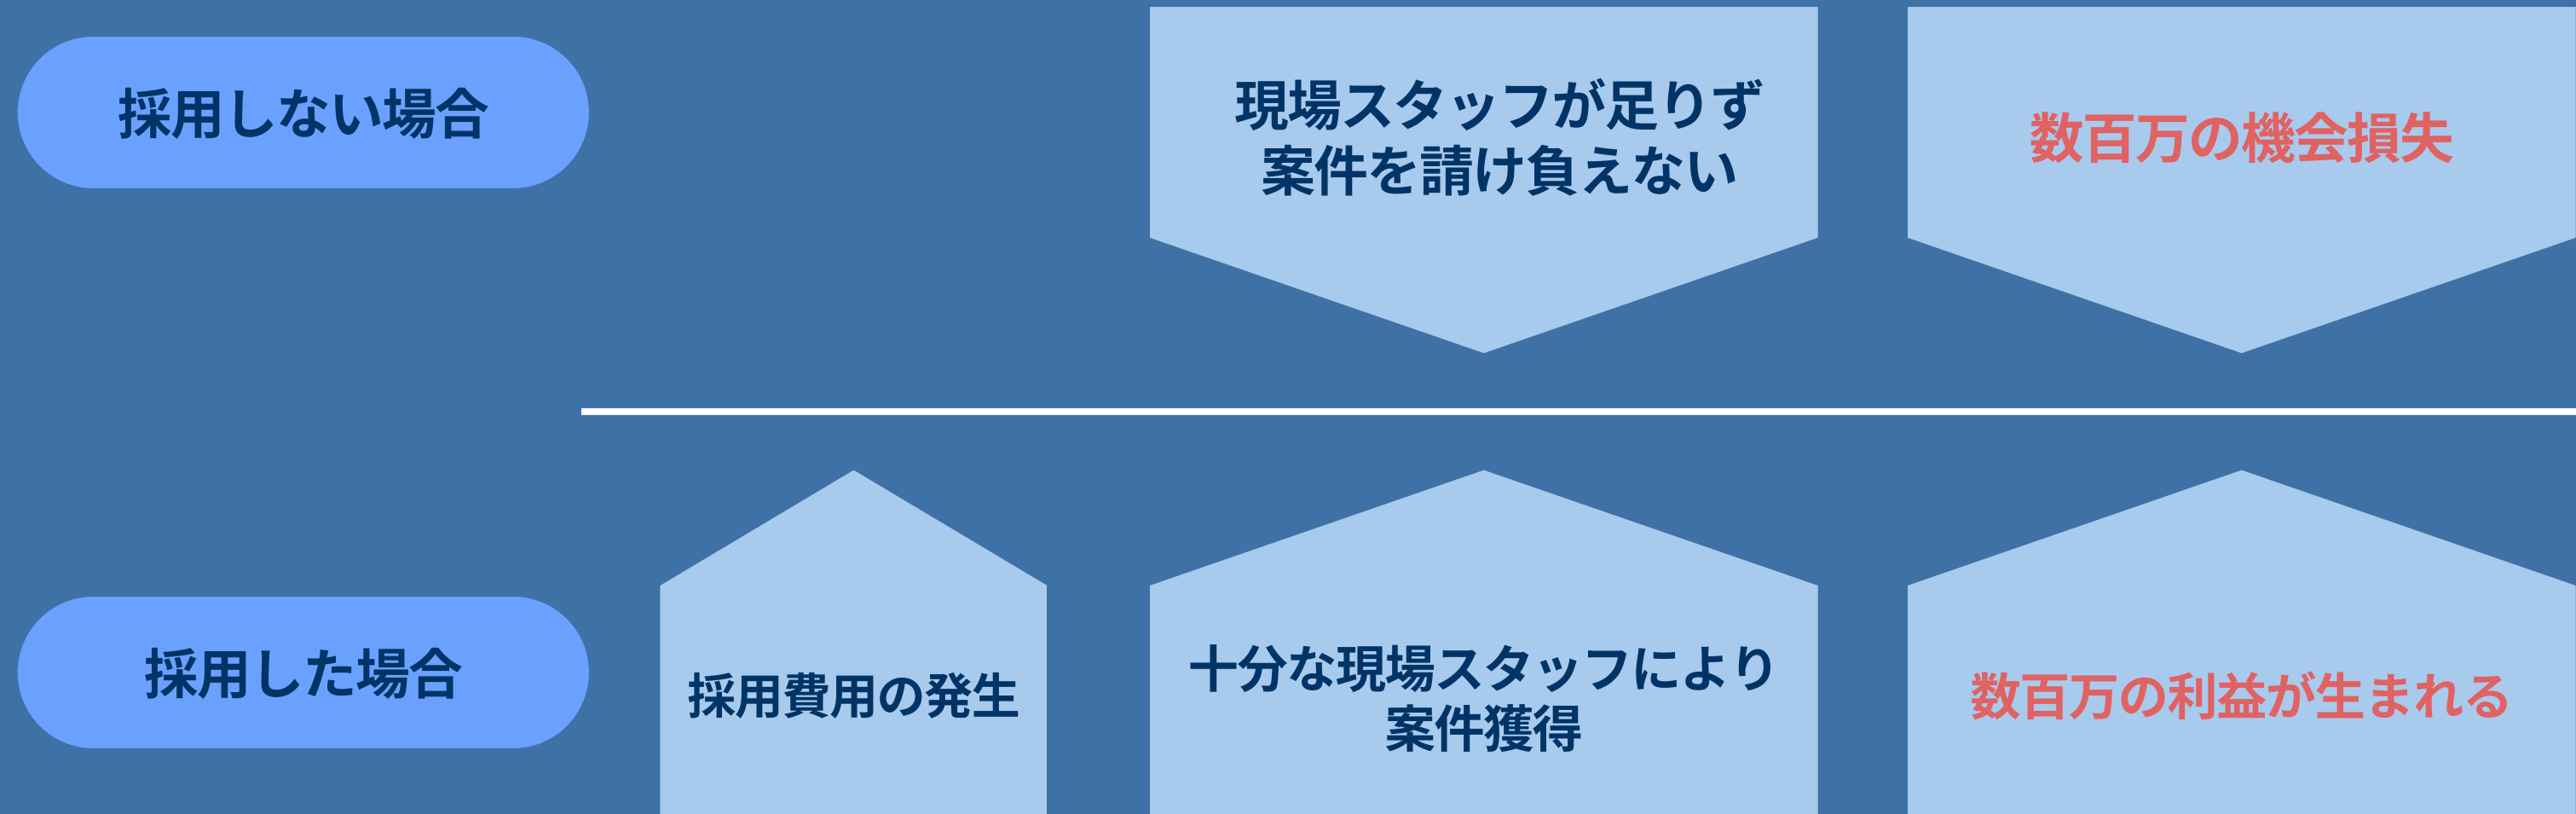 採用しない場合
現場スタッフが足りず
案件を請け負えない
数百万の機会損失
採用した場合
採用費用の発生
十分な現場スタッフにより
案件獲得
数百万の利益が生まれる